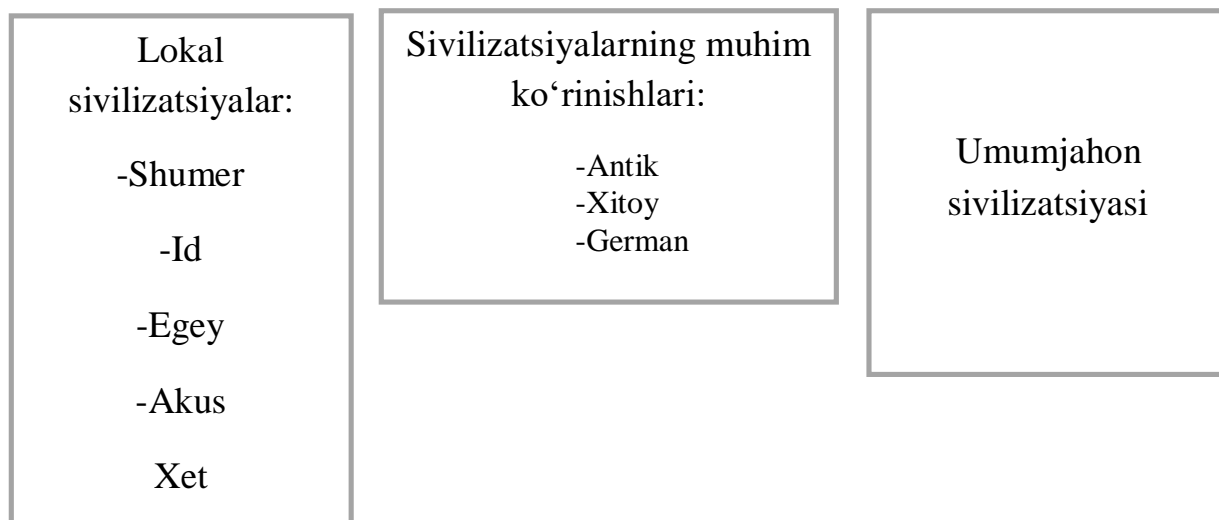 Lokal
sivilizatsiyalar:
-Shumer
-Id
-Egey
-Akus
Xet
Sivilizatsiyalarning muhim
ko‘rinishlari:
-Antik
-Xitoy
-German
Umumjahon
sivilizatsiyasi